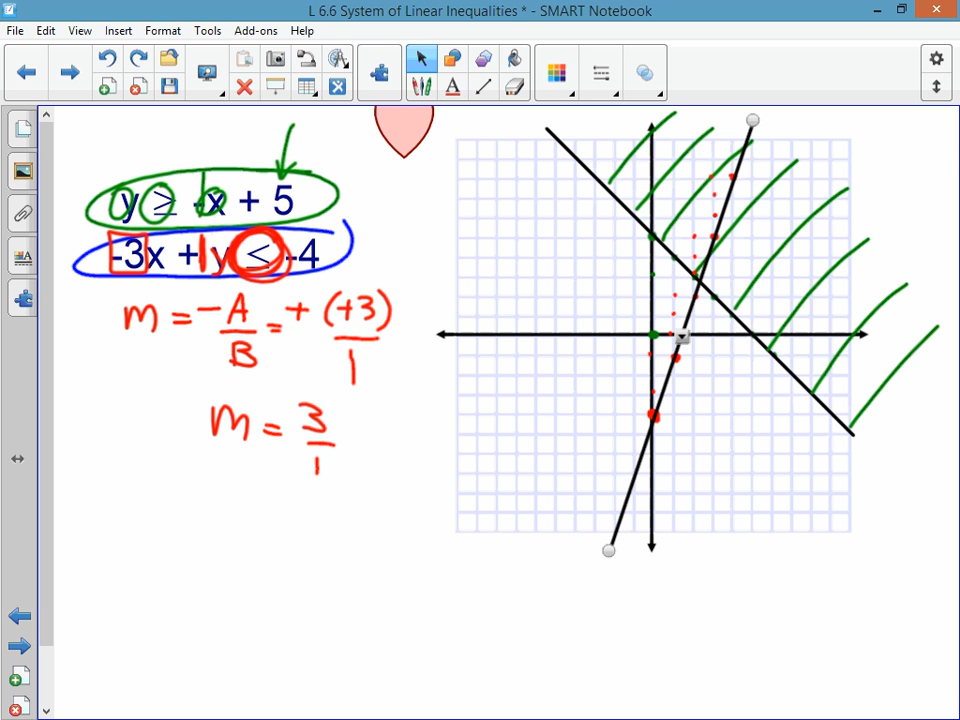 L 6.6 System of Linear Inequalities * - SMART Notebook
File Edit View Insert Format Tools Add-ons Help
y ≥ -x + 5
-3x + 1y ≤ -4
m = -A/B = + (+3)/1
m = 3/1